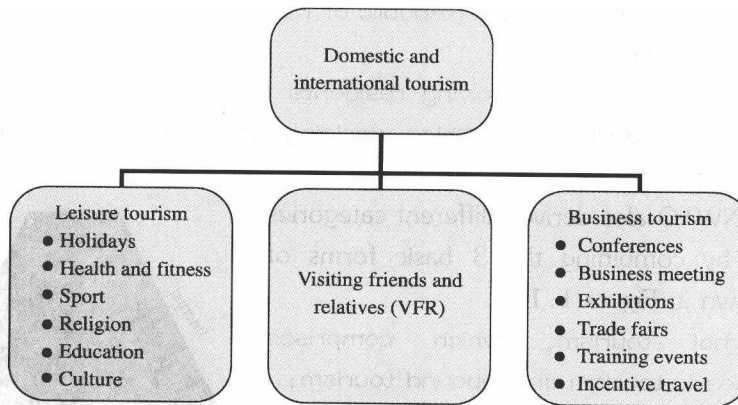 Domestic and
international tourism
Leisure tourism
● Holidays
● Health and fitness
● Sport
● Religion
● Education
● Culture
Visiting friends and
relatives (VFR)
Business tourism
● Conferences
● Business meeting
● Exhibitions
● Trade fairs
● Training events
● Incentive travel